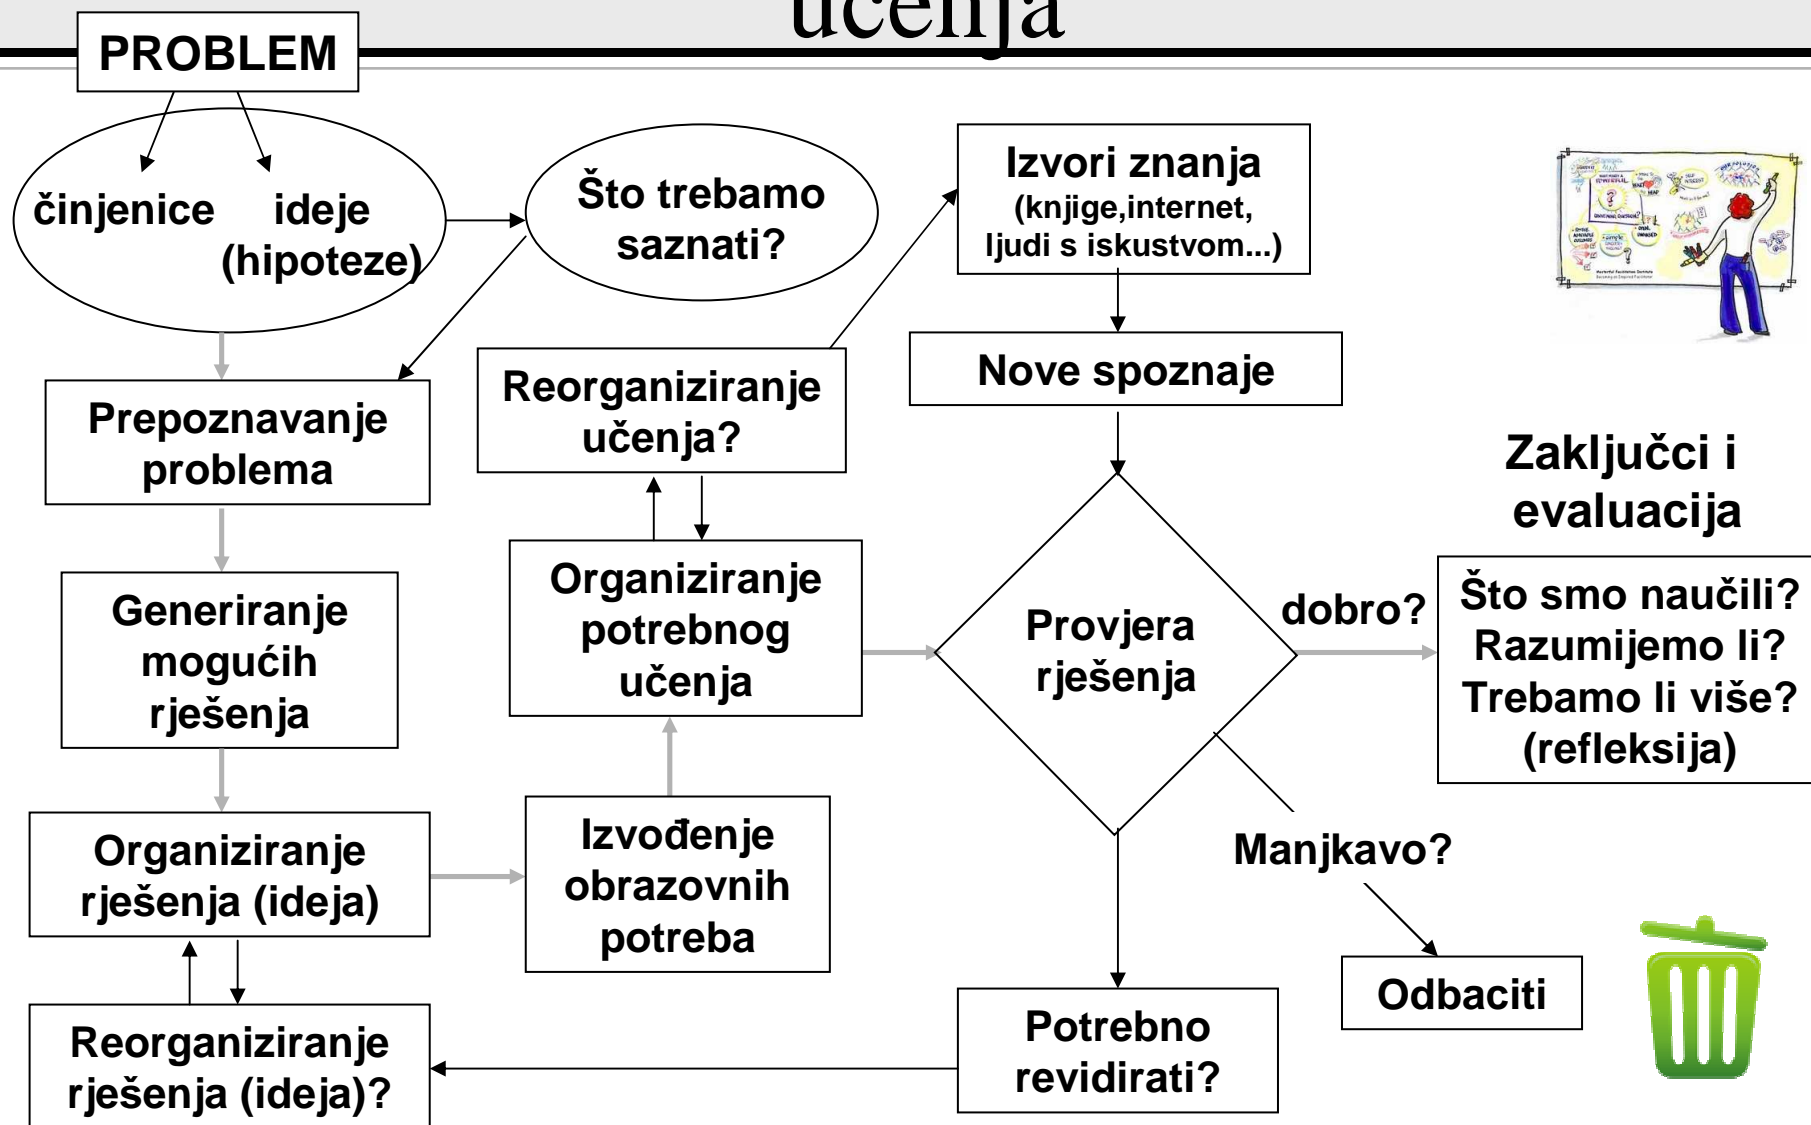 učenja
PROBLEM
činjenice
ideje
(hipoteze)
Što trebamo
saznati?
Izvori znanja
(knjige,internet,
ljudi s iskustvom...)
Prepoznavanje
problema
Reorganiziranje
učenja?
Nove spoznaje
Zaključci i
evaluacija
Generiranje
mogućih
rješenja
Organiziranje
potrebnog
učenja
Provjera
rješenja
dobro?
Što smo naučili?
Razumijemo li?
Trebamo li više?
(refleksija)
Organiziranje
rješenja (ideja)
Izvođenje
obrazovnih
potreba
Manjkavo?
Odbaciti
Reorganiziranje
rješenja (ideja)?
Potrebno
revidirati?